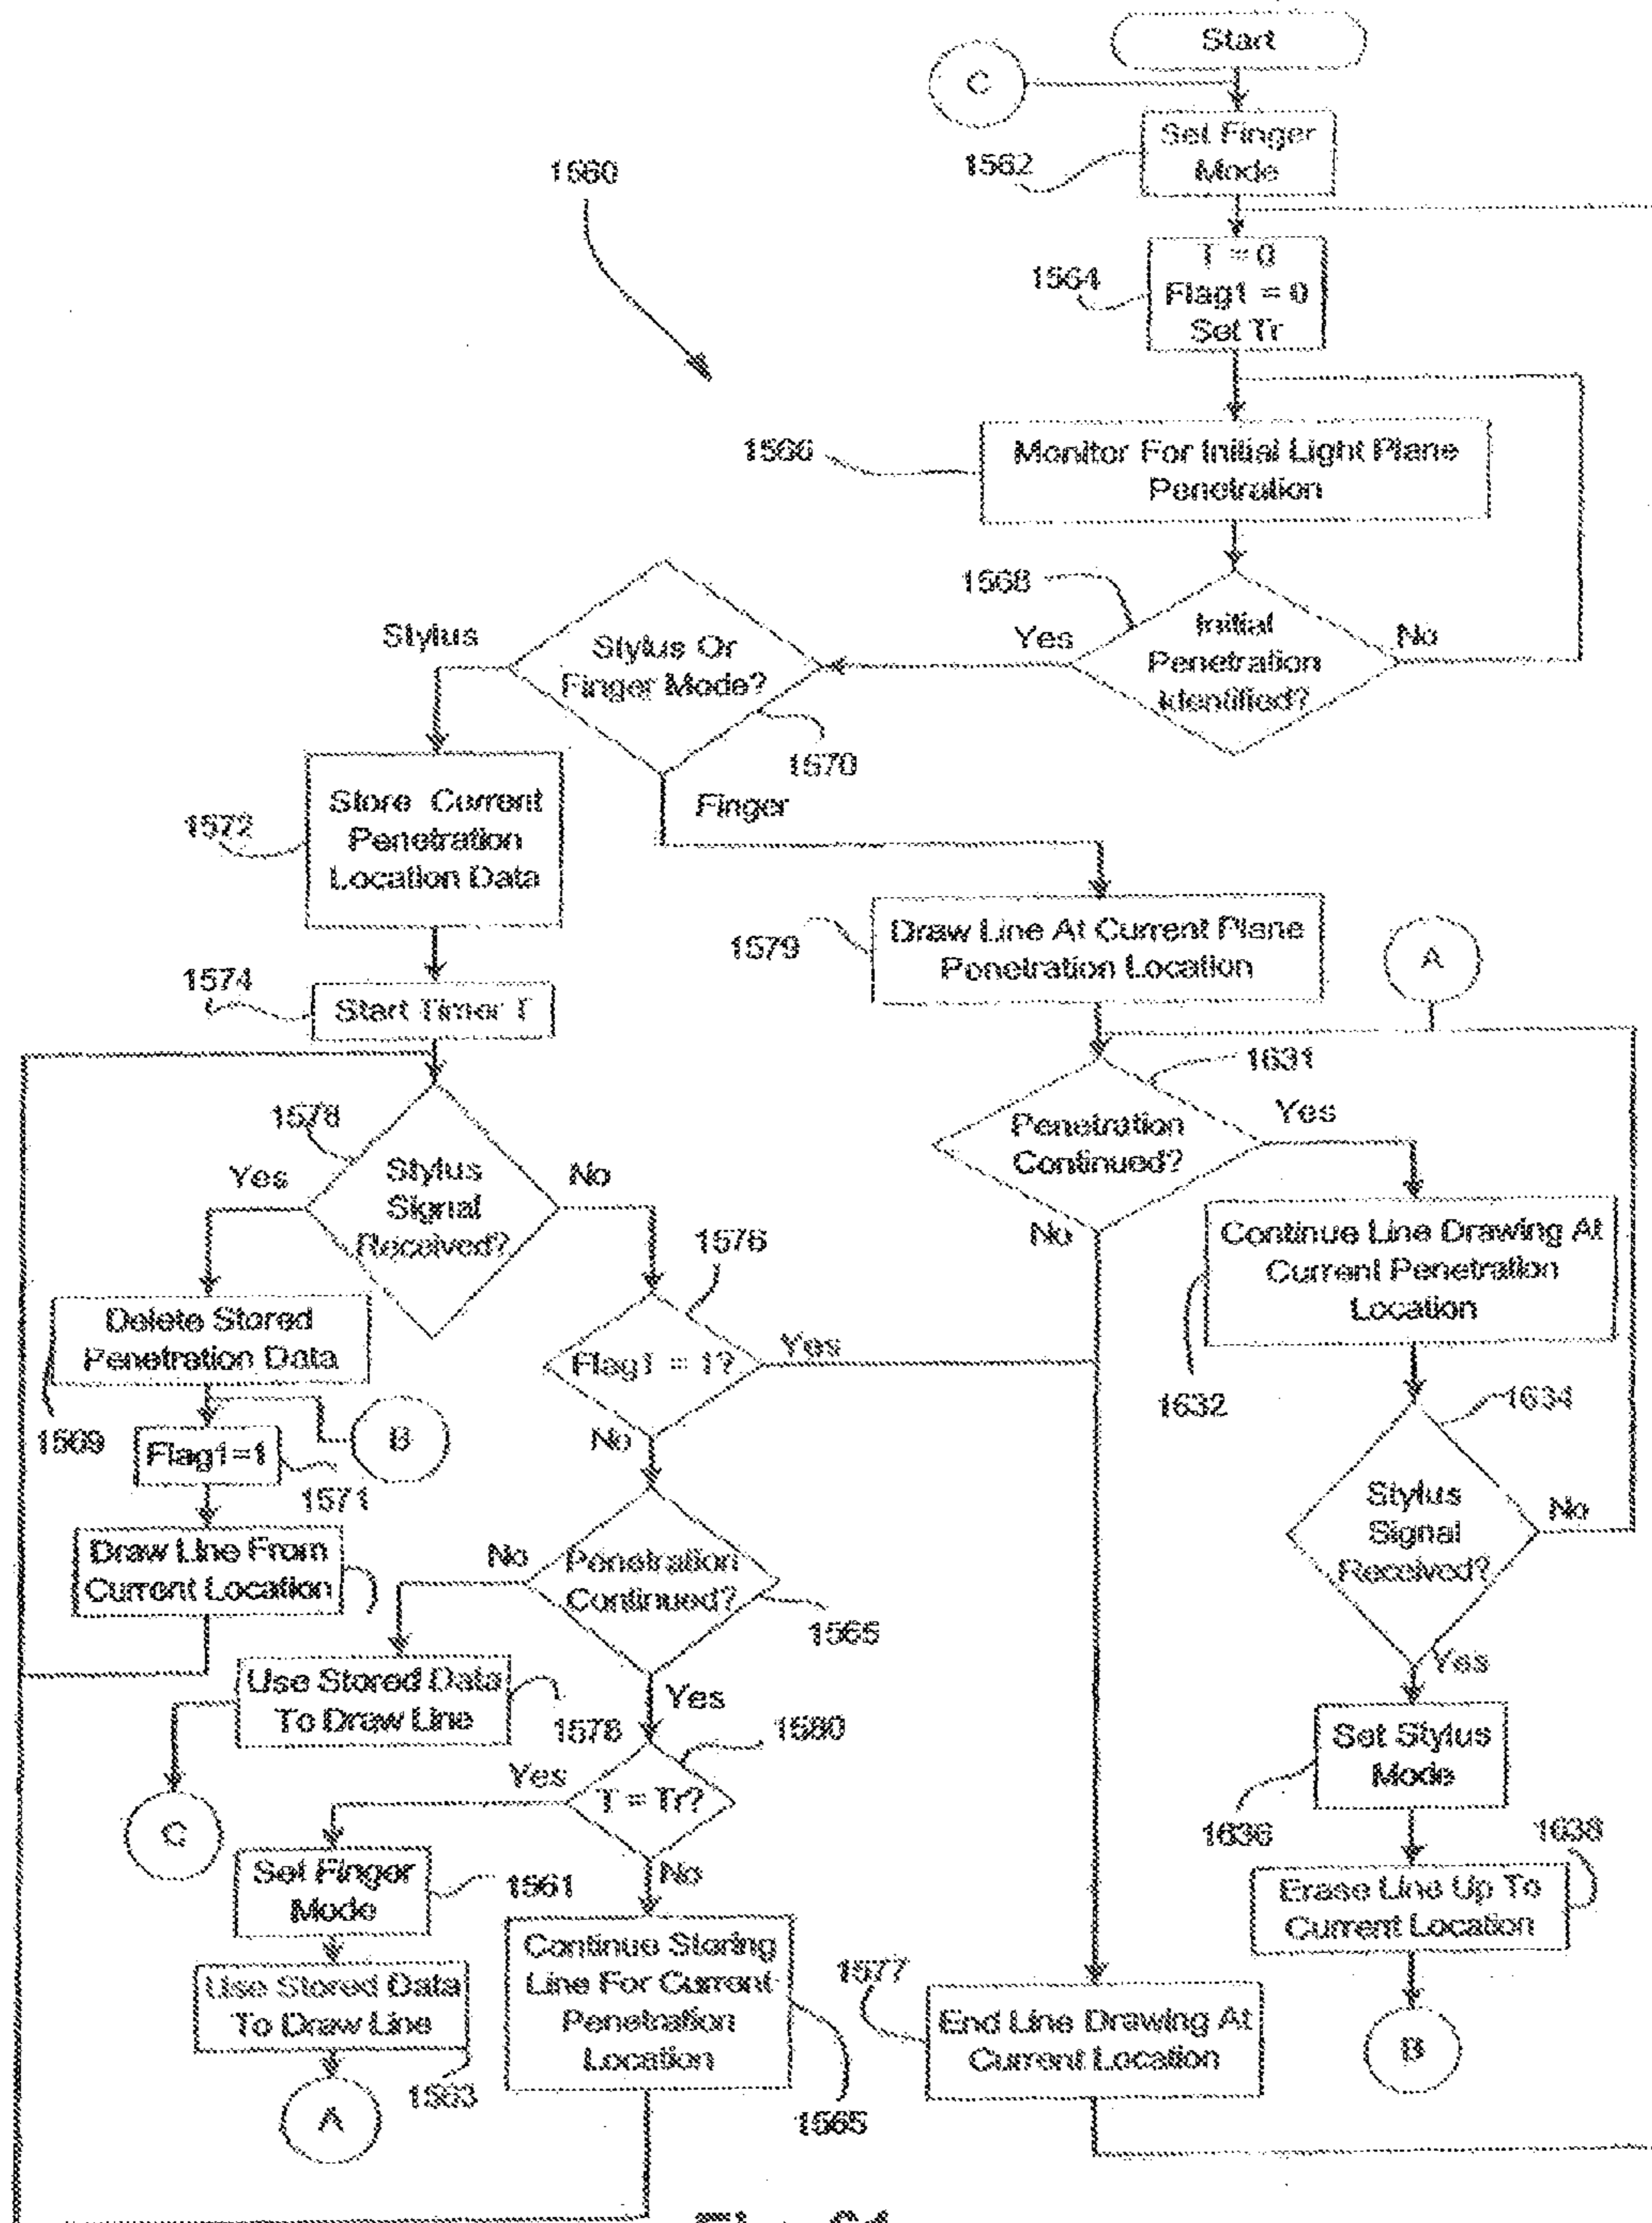 Start
C
Set Finger
Mode
1562
1560
T = 0
Flag1 = 0
Set Tr
1564
Monitor For Initial Light Plane
Penetration
1566
1568
Initial
Penetration
Identified?
Yes
No
Stylus Or
Finger Mode?
Stylus
1570
Finger
Store Current
Penetration
Location Data
1572
Draw Line At Current Plane
Penetration Location
1579
A
1574
Start Timer T
1631
Penetration
Continued?
Yes
No
Stylus
Signal
Received?
Yes
No
1576
Continue Line Drawing At
Current Penetration
Location
1632
Delete Stored
Penetration Data
1569
Flag1 = 1?
Yes
No
B
Flag1=1
1571
1634
Stylus
Signal
Received?
No
Yes
Draw Line From
Current Location
Penetration
Continued?
No
Yes
Use Stored Data
To Draw Line
1578
1580
T = Tr?
Yes
No
Set Stylus
Mode
1636
C
Set Finger
Mode
1561
1638
Erase Line Up To
Current Location
Use Stored Data
To Draw Line
1563
Continue Storing
Line For Current
Penetration
Location
1565
1577
End Line Drawing At
Current Location
B
A